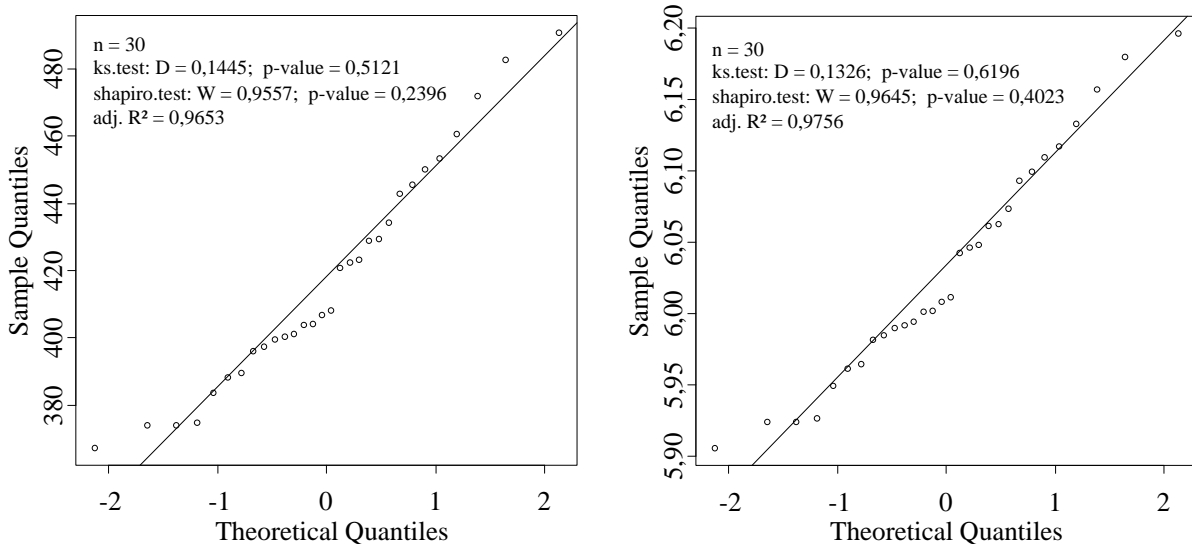 n = 30
ks.test: D = 0,1445; p-value = 0,5121
shapiro.test: W = 0,9557; p-value = 0,2396
adj. R² = 0,9653
Sample Quantiles
480
460
440
420
400
380
-2 -1 0 1 2
Theoretical Quantiles
n = 30
ks.test: D = 0,1326; p-value = 0,6196
shapiro.test: W = 0,9645; p-value = 0,4023
adj. R² = 0,9756
Sample Quantiles
6,20
6,15
6,10
6,05
6,00
5,95
5,90
-2 -1 0 1 2
Theoretical Quantiles